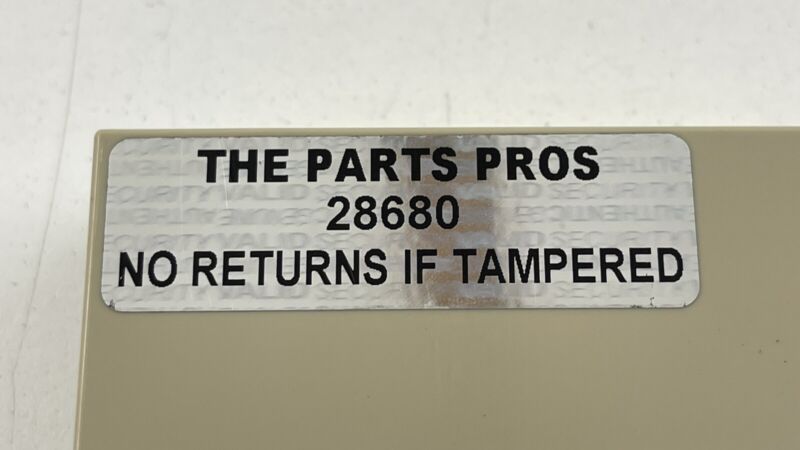 THE PARTS PROS
28680
NO RETURNS IF TAMPERED